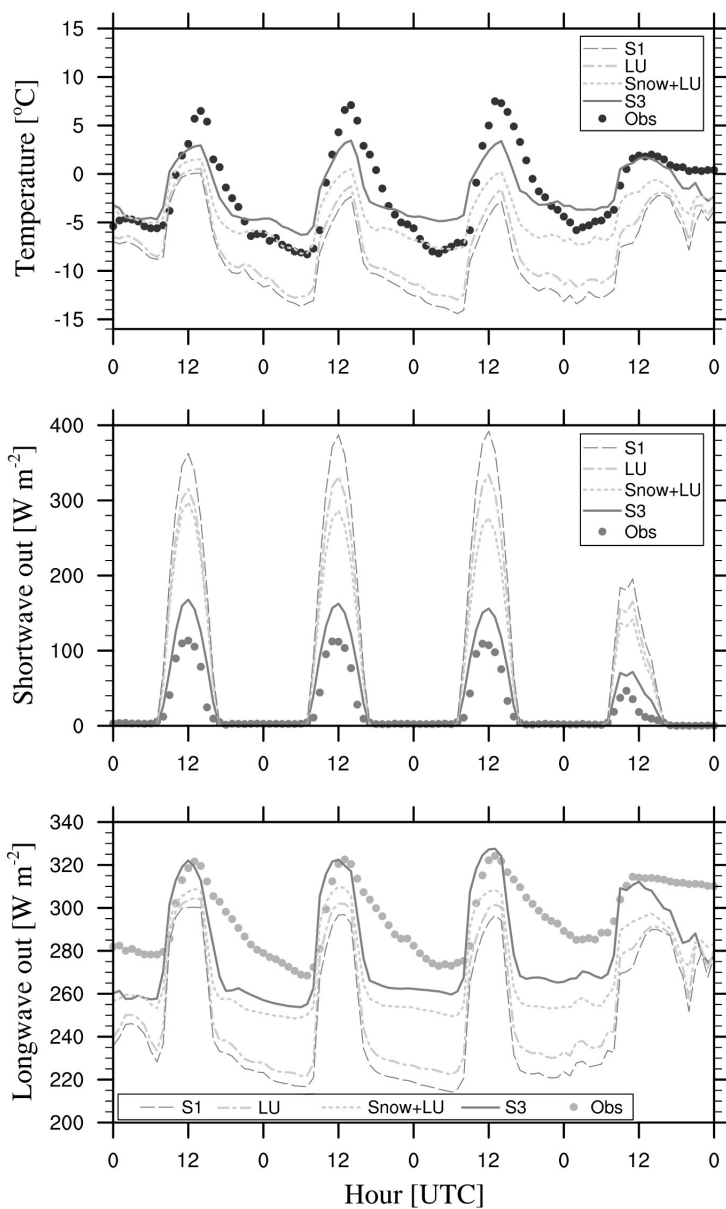 Temperature [°C]
15
10
5
0
-5
-10
-15
S1
LU
Snow+LU
S3
Obs
0 12 0 12 0 12 0 12 0
Shortwave out [W m-2]
400
300
200
100
0
S1
LU
Snow+LU
S3
Obs
0 12 0 12 0 12 0 12 0
Longwave out [W m-2]
340
320
300
280
260
240
220
200
S1 LU Snow+LU S3 Obs
0 12 0 12 0 12 0 12 0
Hour [UTC]